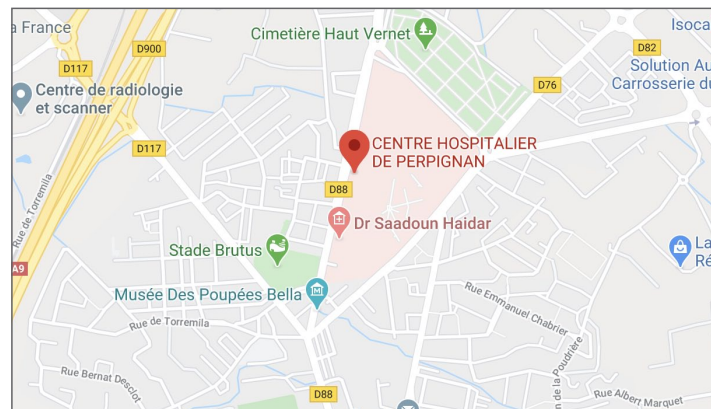 a France
D900
Cimetière Haut Vernet
D82
Isoca
D117
Solution Au
Carrosserie du
D76
Centre de radiologie
et scanner
D117
CENTRE HOSPITALIER
DE PERPIGNAN
D88
Rue de Torremila
Dr Saadoun Haidar
Stade Brutus
La
Ré
A9
Musée Des Poupées Bella
Rue Emmanuel Chabrier
Rue de Torremila
n de la Poudrière
Rue Bernat Desclot
D88
Rue Albert Marquet